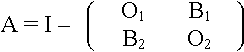 A = I – ( O₁ B₁
B₂ O₂ )